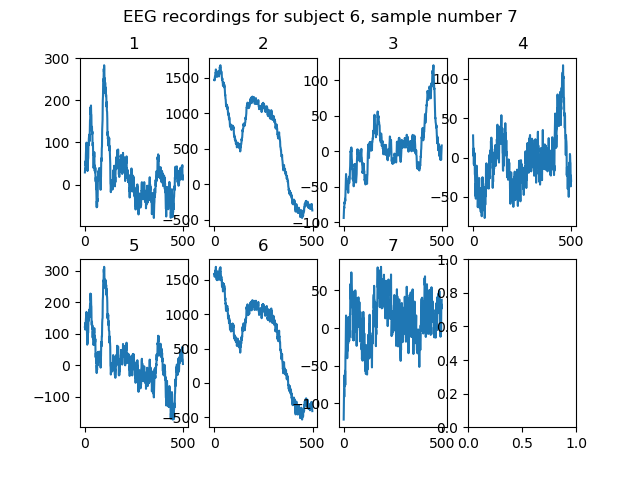 EEG recordings for subject 6, sample number 7
1 2 3 4
300 200 100 0
1500 1000 500 0 −500
100 50 0 −50 −100
100 50 0 −50
0 500 0 500 0 500 0 500
5 6 7
300 200 100 0 −100
1500 1000 500 0 −500
50 0 −50 −100
1.0 0.8 0.6 0.4 0.2 0.0
0 500 0 500 0 500 0.0 0.5 1.0